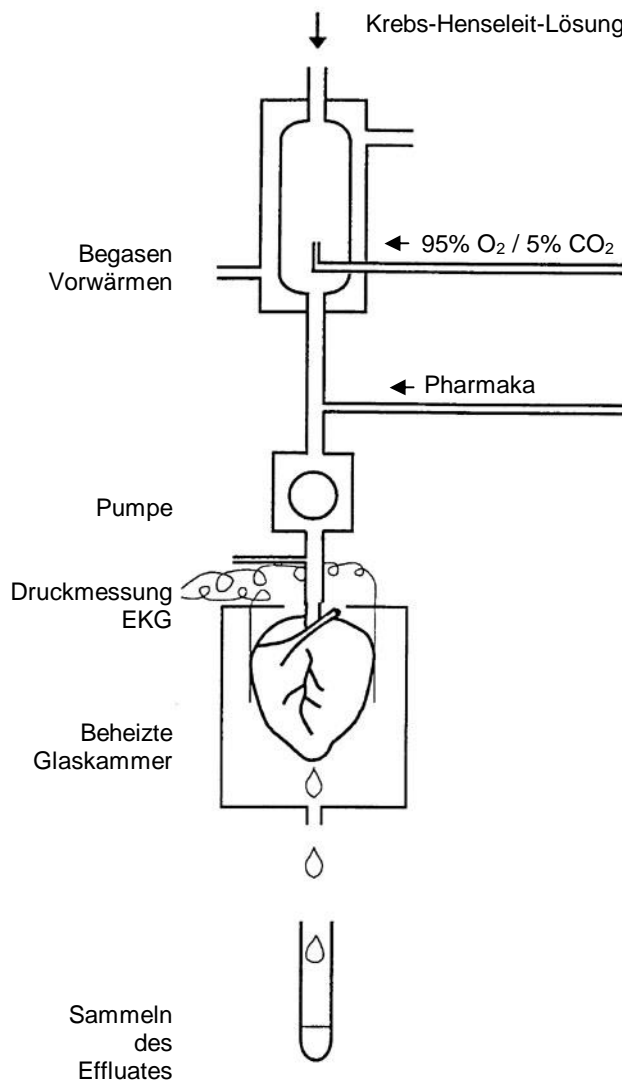 Krebs-Henseleit-Lösung
95% O₂ / 5% CO₂
Begasen
Vorwärmen
Pharmaka
Pumpe
Druckmessung
EKG
Beheizte
Glaskammer
Sammeln
des
Effluates